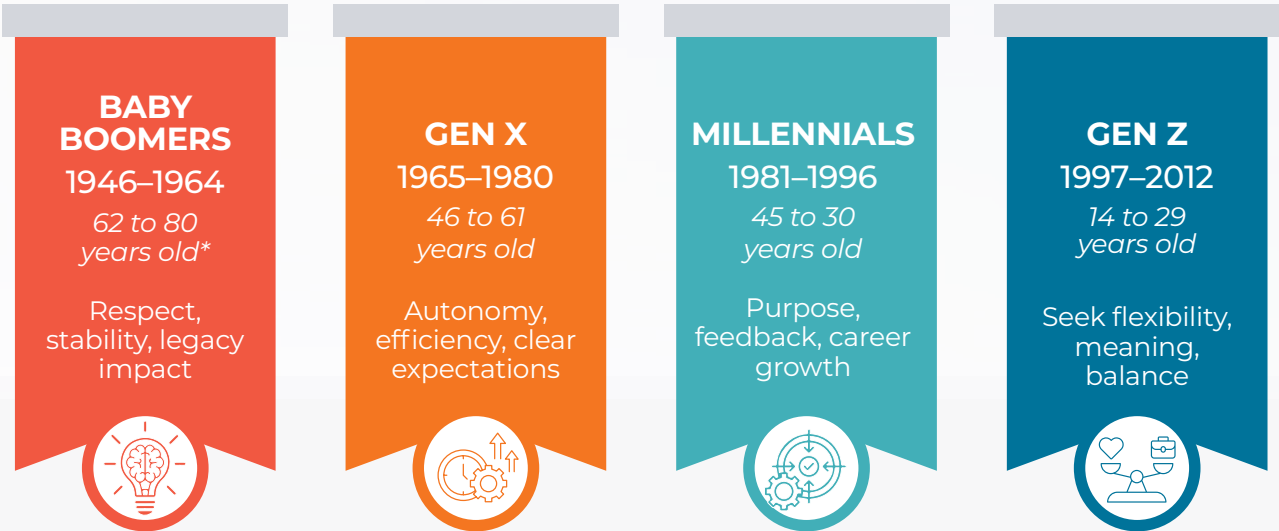 BABY
BOOMERS
1946–1964
62 to 80
years old*
Respect,
stability, legacy
impact
GEN X
1965–1980
46 to 61
years old
Autonomy,
efficiency, clear
expectations
MILLENNIALS
1981–1996
45 to 30
years old
Purpose,
feedback, career
growth
GEN Z
1997–2012
14 to 29
years old
Seek flexibility,
meaning,
balance